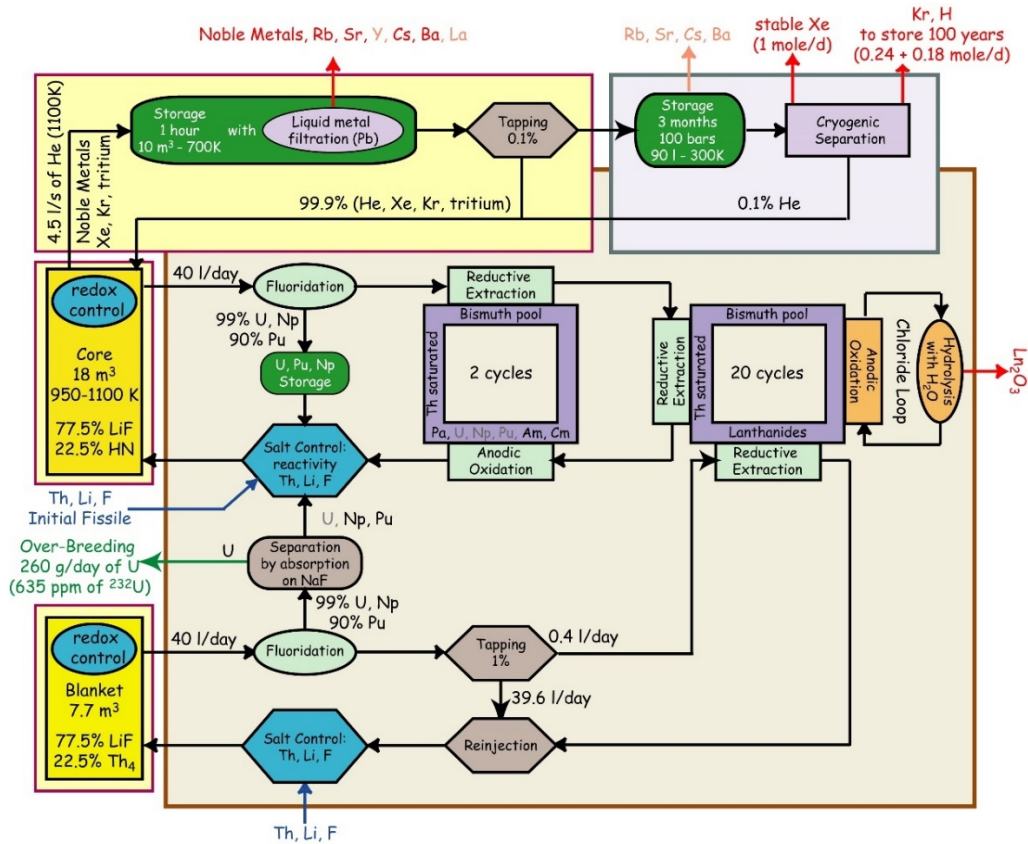 Noble Metals, Rb, Sr, Y, Cs, Ba, La
Rb, Sr, Cs, Ba
stable Xe
(1 mole/d)
Kr, H
to store 100 years
(0.24 + 0.18 mole/d)
4.5 l/s of He (1100K)
Noble Metals
Xe, Kr, tritium
Storage
1 hour
10 m³ - 700K
with
Liquid metal
filtration (Pb)
Tapping
0.1%
Storage
3 months
100 bars
90 l - 300K
Cryogenic
Separation
99.9% (He, Xe, Kr, tritium)
0.1% He
redox
control
Core
18 m³
950-1100 K
77.5% LiF
22.5% HN
40 l/day
Fluoridation
99% U, Np
90% Pu
U, Pu, Np
Storage
Salt Control:
reactivity
Th, Li, F
Th, Li, F
Initial Fissile
Reductive
Extraction
Bismuth pool
Th saturated
2 cycles
Pa, U, Np, Pu, Am, Cm
Anodic
Oxidation
Reductive
Extraction
Bismuth pool
Th saturated
20 cycles
Lanthanides
Reductive
Extraction
Anodic
Oxidation
Chloride Loop
Hydrolysis
with H₂O
Ln₂O₃
U, Np, Pu
Separation
by absorption
on NaF
U
Over-Breeding
260 g/day of U
(635 ppm of ²³²U)
99% U, Np
90% Pu
redox
control
Blanket
7.7 m³
77.5% LiF
22.5% Th₄
40 l/day
Fluoridation
Tapping
1%
0.4 l/day
39.6 l/day
Reinjection
Salt Control:
Th, Li, F
Th, Li, F